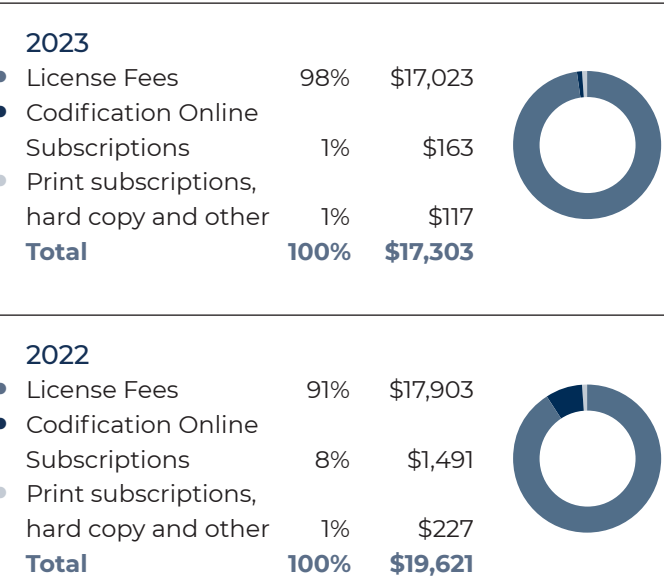 2023
License Fees 98% $17,023
Codification Online
Subscriptions 1% $163
Print subscriptions,
hard copy and other 1% $117
Total 100% $17,303
2022
License Fees 91% $17,903
Codification Online
Subscriptions 8% $1,491
Print subscriptions,
hard copy and other 1% $227
Total 100% $19,621